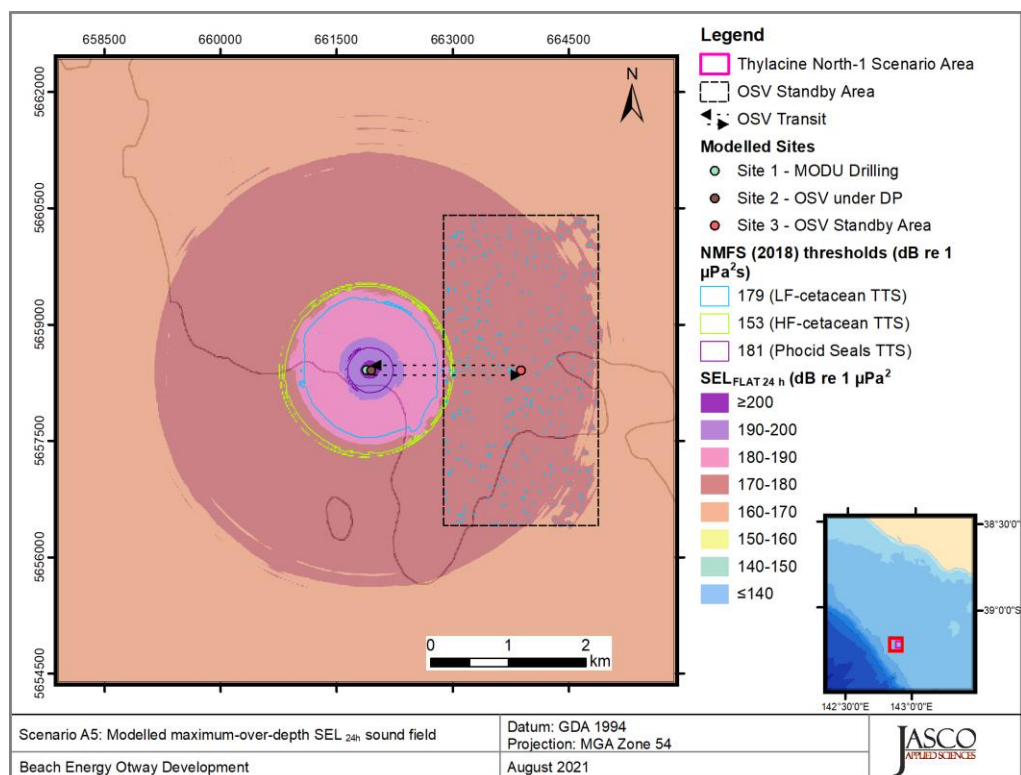 658500 660000 661500 663000 664500
5662000
5660500
5659000
5657500
5656000
5654500
N
0 1 2
km
Legend
Thylacine North-1 Scenario Area
OSV Standby Area
OSV Transit
Modelled Sites
Site 1 - MODU Drilling
Site 2 - OSV under DP
Site 3 - OSV Standby Area
NMFS (2018) thresholds (dB re 1
µPa²s)
179 (LF-cetacean TTS)
153 (HF-cetacean TTS)
181 (Phocid Seals TTS)
SELFLAT 24 h (dB re 1 µPa²
≥200
190-200
180-190
170-180
160-170
150-160
140-150
≤140
38°30'0"S
39°0'0"S
142°30'0"E 143°0'0"E
Scenario A5: Modelled maximum-over-depth SEL 24h sound field
Datum: GDA 1994
Projection: MGA Zone 54
Beach Energy Otway Development
August 2021
JASCO
APPLIED SCIENCES